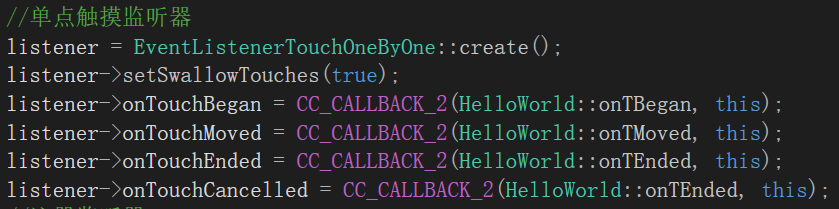 //单点触摸监听器
listener = EventListenerTouchOneByOne::create();
listener->setSwallowTouches(true);
listener->onTouchBegan = CC_CALLBACK_2(HelloWorld::onTBegan, this);
listener->onTouchMoved = CC_CALLBACK_2(HelloWorld::onTMoved, this);
listener->onTouchEnded = CC_CALLBACK_2(HelloWorld::onTEnded, this);
listener->onTouchCancelled = CC_CALLBACK_2(HelloWorld::onTEnded, this);